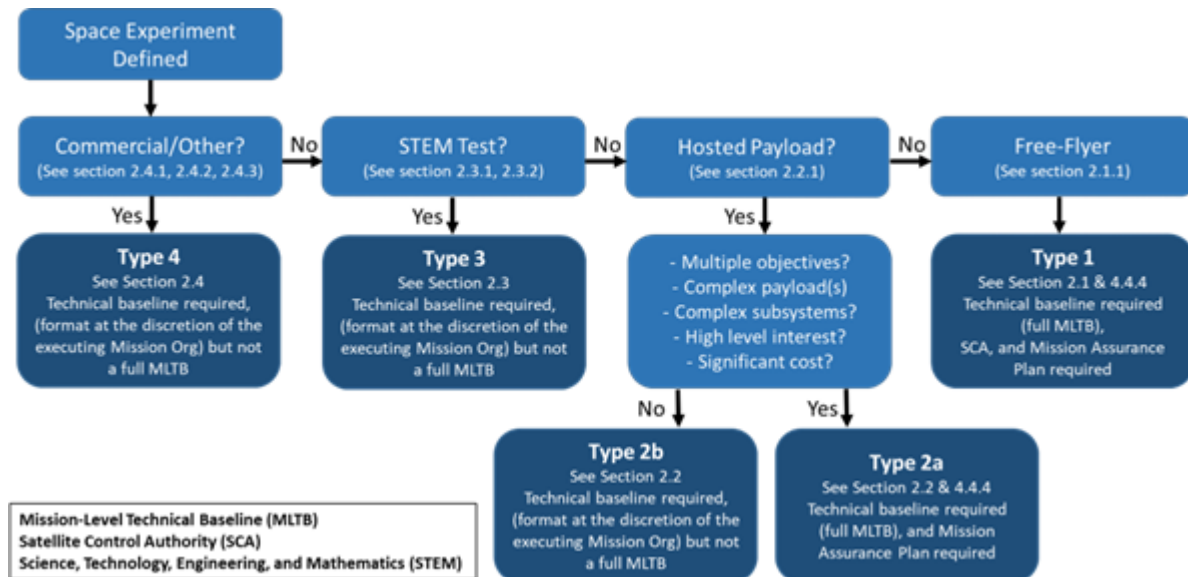 Space Experiment
Defined
Commercial/Other?
(See section 2.4.1, 2.4.2, 2.4.3)
No
STEM Test?
(See section 2.3.1, 2.3.2)
No
Hosted Payload?
(See section 2.2.1)
No
Free-Flyer
(See section 2.1.1)
Yes
Type 4
See Section 2.4
Technical baseline required,
(format at the discretion of the
executing Mission Org) but not
a full MLTB
Yes
Type 3
See Section 2.3
Technical baseline required,
(format at the discretion of the
executing Mission Org) but not
a full MLTB
Yes
- Multiple objectives?
- Complex payload(s)
- Complex subsystems?
- High level interest?
- Significant cost?
Type 1
See Section 2.1 & 4.4.4
Technical baseline required
(full MLTB),
SCA, and Mission Assurance
Plan required
No
Type 2b
See Section 2.2
Technical baseline required,
(format at the discretion of the
executing Mission Org) but not
a full MLTB
Yes
Type 2a
See Section 2.2 & 4.4.4
Technical baseline required
(full MLTB), and Mission
Assurance Plan required
Mission-Level Technical Baseline (MLTB)
Satellite Control Authority (SCA)
Science, Technology, Engineering, and Mathematics (STEM)